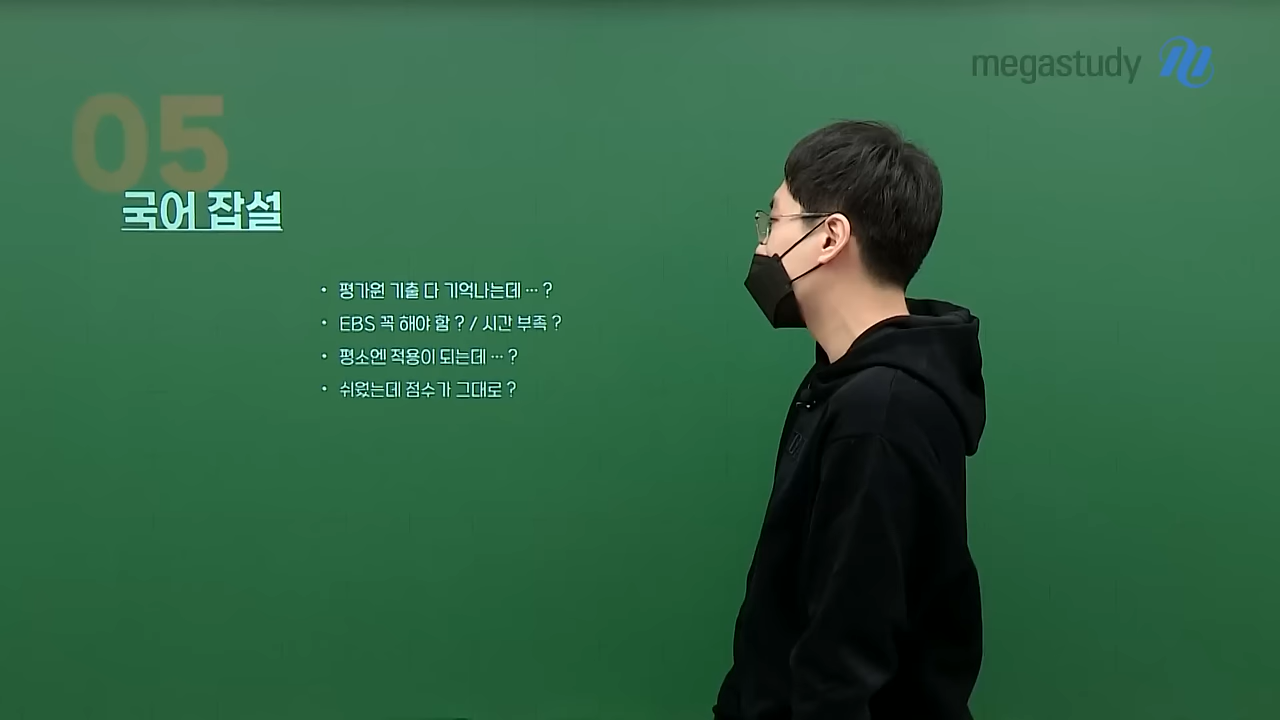 megastudy
05
국어 잡설
• 평가원 기출 다 기억나는데 … ?
• EBS 꼭 해야 함 ? / 시간 부족 ?
• 평소엔 적용이 되는데 … ?
• 쉬웠는데 점수가 그대로 ?